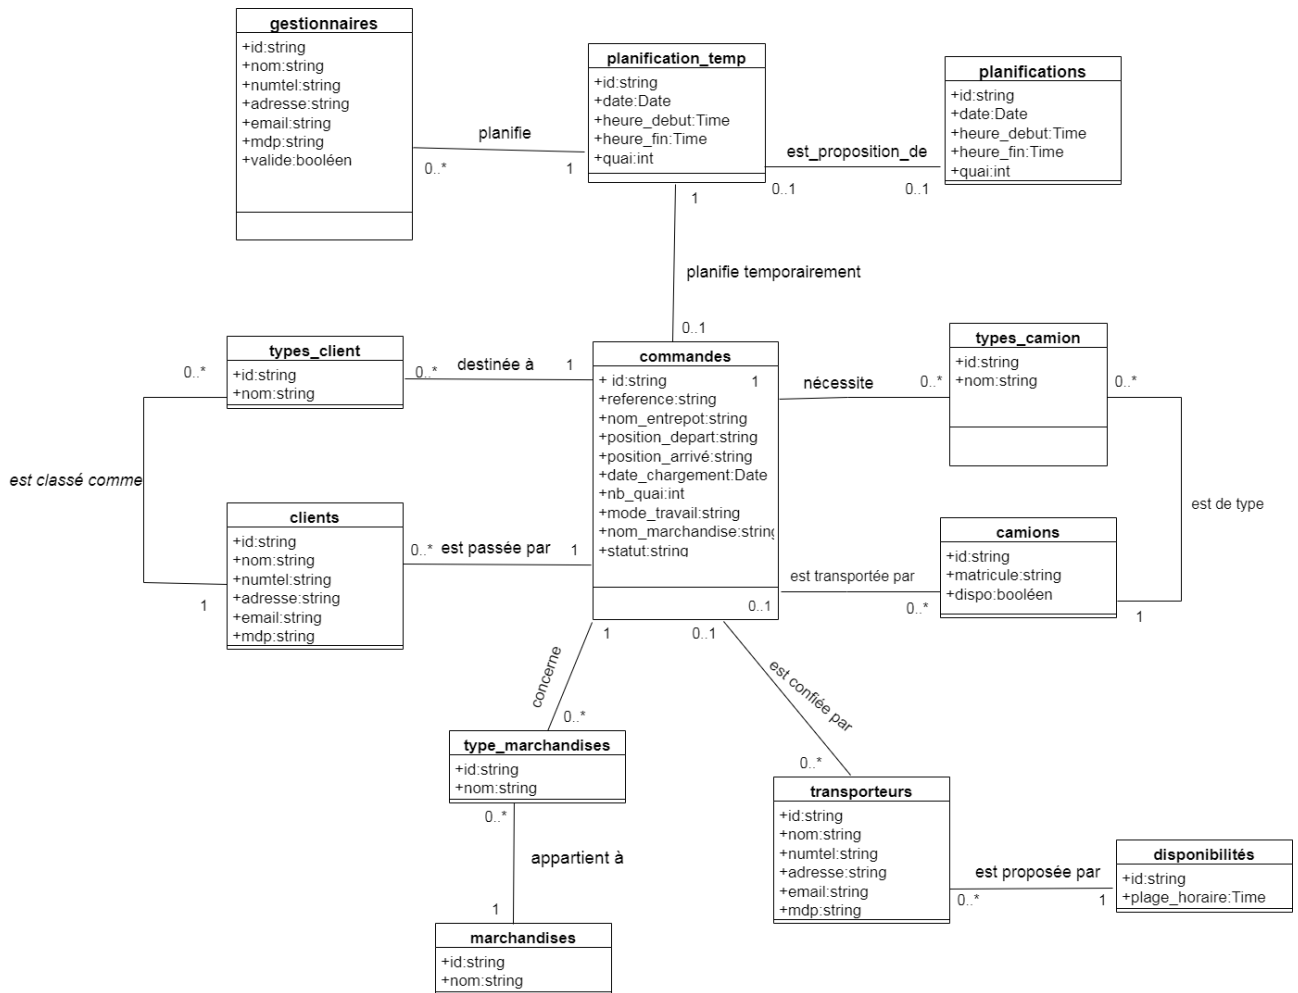 gestionnaires
+id:string
+nom:string
+numtel:string
+adresse:string
+email:string
+mdp:string
+valide:booléen
planifie
0..*
1
planification_temp
+id:string
+date:Date
+heure_debut:Time
+heure_fin:Time
+quai:int
est_proposition_de
0..1
0..1
planifications
+id:string
+date:Date
+heure_debut:Time
+heure_fin:Time
+quai:int
1
planifie temporairement
0..1
types_client
+id:string
+nom:string
0..*
0..*
destinée à
1
est classé comme
clients
+id:string
+nom:string
+numtel:string
+adresse:string
+email:string
+mdp:string
1
0..*
est passée par
1
commandes
+ id:string
1
+reference:string
+nom_entrepot:string
+position_depart:string
+position_arrivé:string
+date_chargement:Date
+nb_quai:int
+mode_travail:string
+nom_marchandise:string
+statut:string
0..1
nécessite
0..*
types_camion
+id:string
+nom:string
0..*
est de type
camions
+id:string
+matricule:string
+dispo:booléen
1
est transportée par
0..*
1
0..1
concerne
0..*
type_marchandises
+id:string
+nom:string
0..*
appartient à
1
marchandises
+id:string
+nom:string
est confiée par
0..*
transporteurs
+id:string
+nom:string
+numtel:string
+adresse:string
+email:string
+mdp:string
est proposée par
0..*
1
disponibilités
+id:string
+plage_horaire:Time